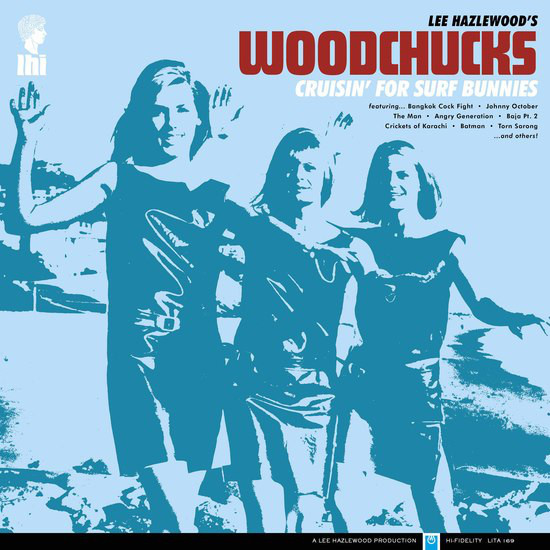 LEE HAZLEWOOD'S
WOODCHUCKS
CRUISIN' FOR SURF BUNNIES
featuring... Bangkok Cock Fight • Johnny October
The Man • Angry Generation • Baja Pt. 2
Crickets of Karachi • Batman • Torn Sarong
...and others!
lhi
A LEE HAZLEWOOD PRODUCTION
HI-FIDELITY LITA 169